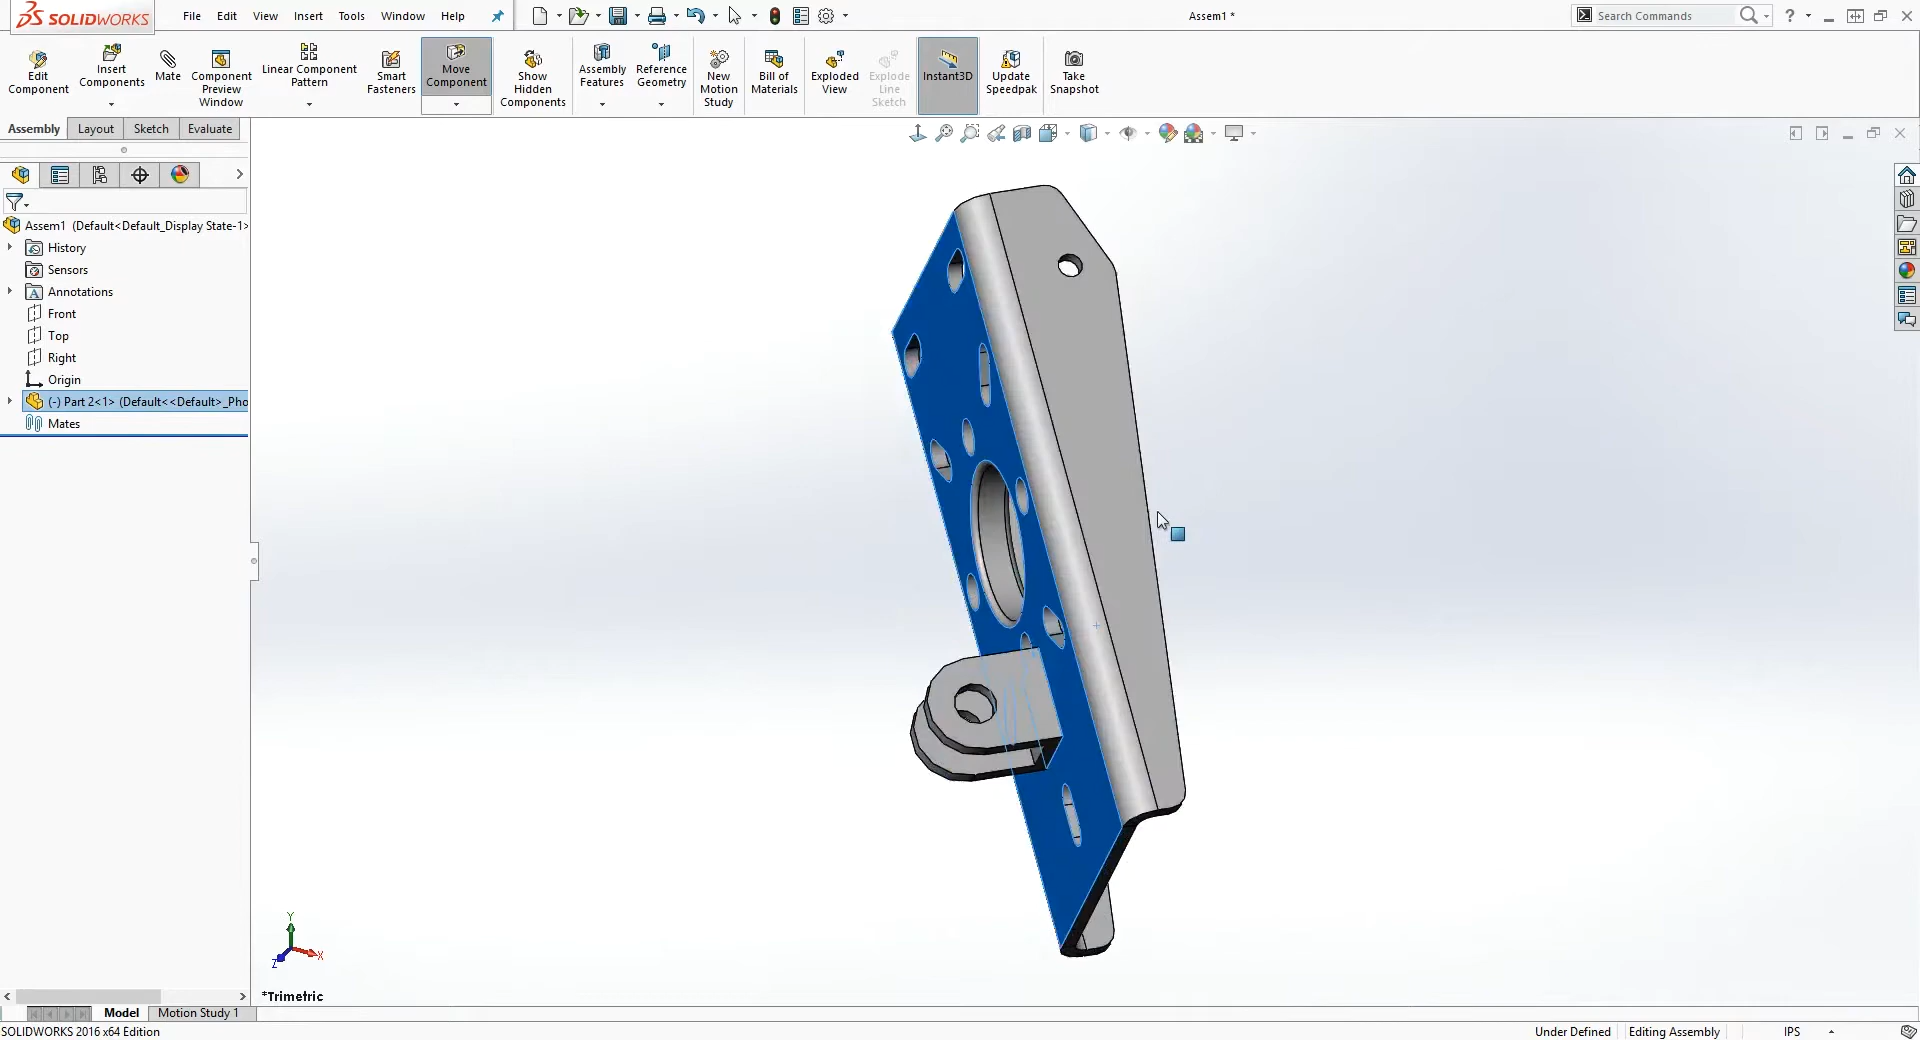 SOLIDWORKS
File Edit View Insert Tools Window Help
Assem1 *
Search Commands
Edit Component
Insert Components
Mate
Component Preview Window
Linear Component Pattern
Smart Fasteners
Move Component
Show Hidden Components
Assembly Features
Reference Geometry
New Motion Study
Bill of Materials
Exploded View
Explode Line Sketch
Instant3D
Update Speedpak
Take Snapshot
Assembly Layout Sketch Evaluate
Assem1 (Default<Default_Display State-1>
History
Sensors
Annotations
Front
Top
Right
Origin
(-) Part 2<1> (Default<<Default>_Pho
Mates
Y
X
Z
*Trimetric
Model Motion Study 1
SOLIDWORKS 2016 x64 Edition
Under Defined Editing Assembly IPS